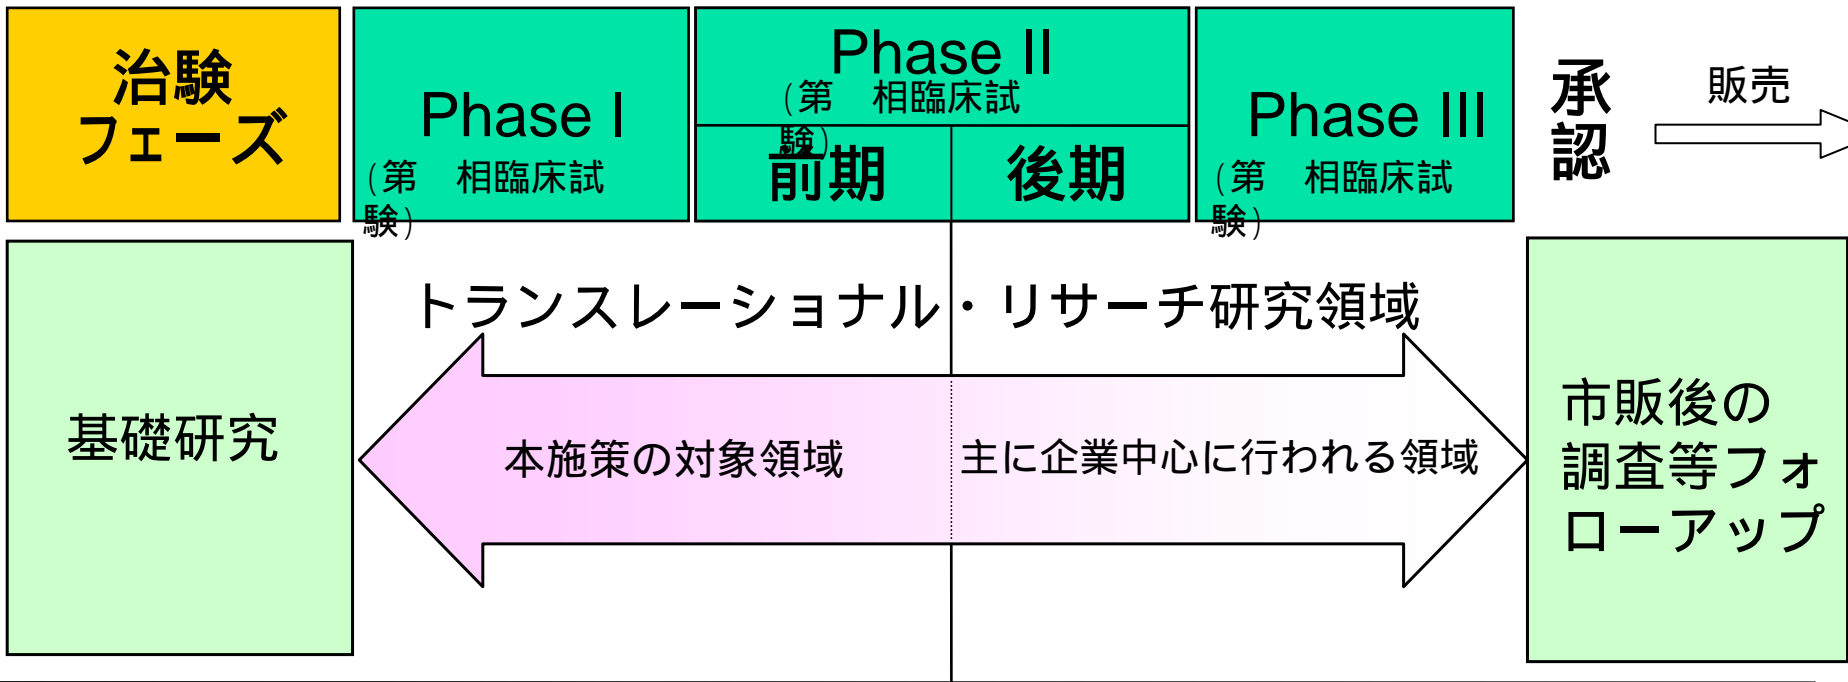 治験
フェーズ
Phase I
(第　相臨床試
験)
Phase II
(第　相臨床試
験)
前期
後期
Phase III
(第　相臨床試
験)
承
認
販売
基礎研究
トランスレーショナル・リサーチ研究領域
本施策の対象領域
主に企業中心に行われる領域
市販後の
調査等フォ
ローアップ